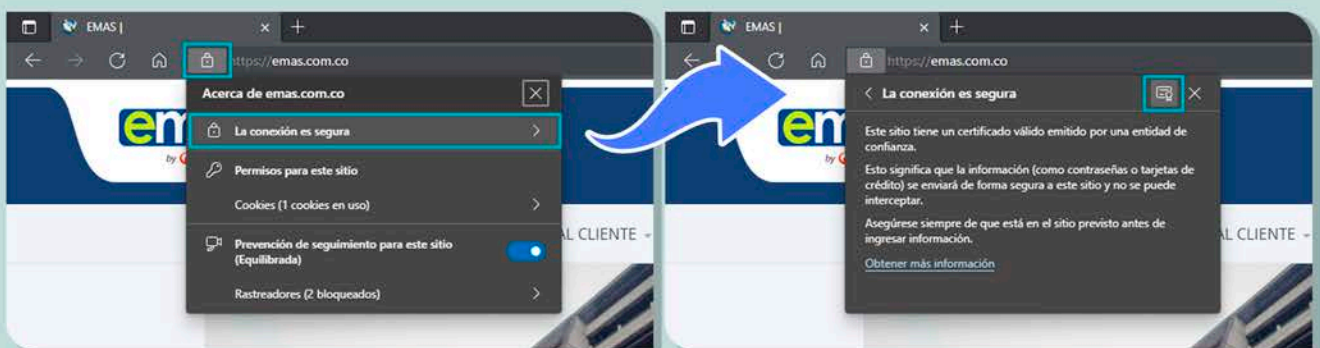 EMAS |
https://emas.com.co
Acerca de emas.com.co
La conexión es segura
Permisos para este sitio
Cookies (1 cookies en uso)
Prevención de seguimiento para este sitio
(Equilibrada)
Rastreadores (2 bloqueados)
em
by
AL CLIENTE
EMAS |
https://emas.com.co
La conexión es segura
Este sitio tiene un certificado válido emitido por una entidad de
confianza.
Esto significa que la información (como contraseñas o tarjetas de
crédito) se enviará de forma segura a este sitio y no se puede
interceptar.
Asegúrese siempre de que está en el sitio previsto antes de
ingresar información.
Obtener más información
em
by
AL CLIENTE